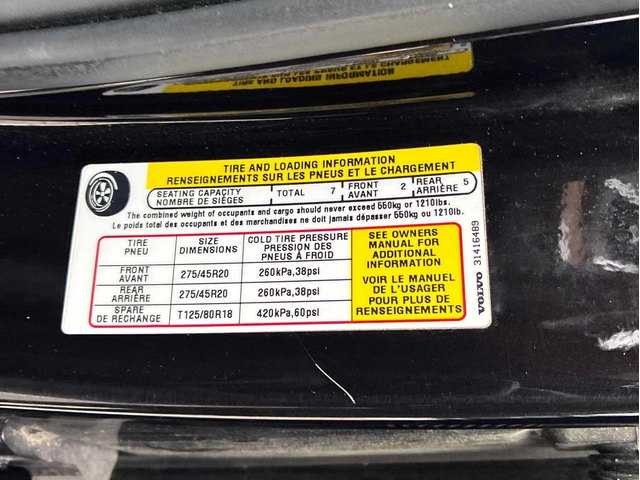 TIRE AND LOADING INFORMATION
RENSEIGNEMENTS SUR LES PNEUS ET LE CHARGEMENT
SEATING CAPACITY
NOMBRE DE SIÈGES
TOTAL 7
FRONT
AVANT
2
REAR
ARRIÈRE
5
The combined weight of occupants and cargo should never exceed 550kg or 1210lbs.
Le poids total des occupants et des marchandises ne doit jamais dépasser 550kg ou 1210lb.
TIRE
PNEU
SIZE
DIMENSIONS
COLD TIRE PRESSURE
PRESSION DES
PNEUS À FROID
FRONT
AVANT
275/45R20
260kPa,38psi
REAR
ARRIÈRE
275/45R20
260kPa,38psi
SPARE
DE RECHANGE
T125/80R18
420kPa,60psi
SEE OWNERS
MANUAL FOR
ADDITIONAL
INFORMATION
VOIR LE MANUEL
DE L'USAGER
POUR PLUS DE
RENSEIGNEMENTS
VOLVO 31416489